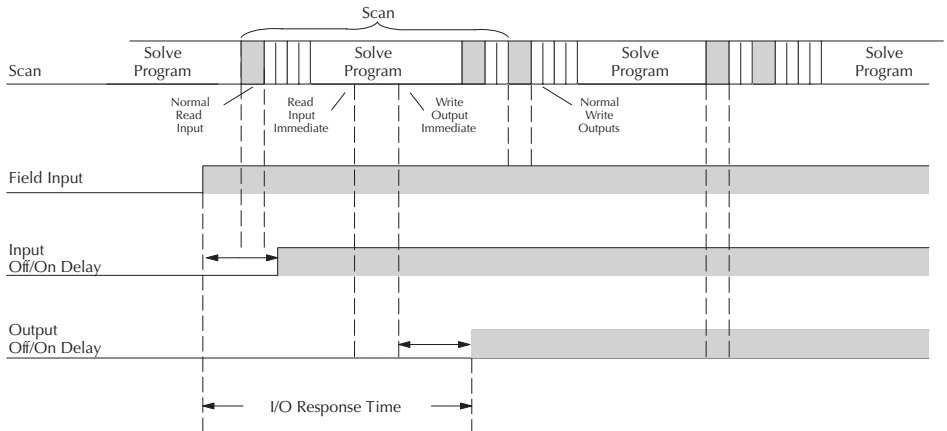 Scan
Scan
Solve
Program
Solve
Program
Solve
Program
Solve
Program
Normal
Read
Input
Read
Input
Immediate
Write
Output
Immediate
Normal
Write
Outputs
Field Input
Input
Off/On Delay
Output
Off/On Delay
I/O Response Time